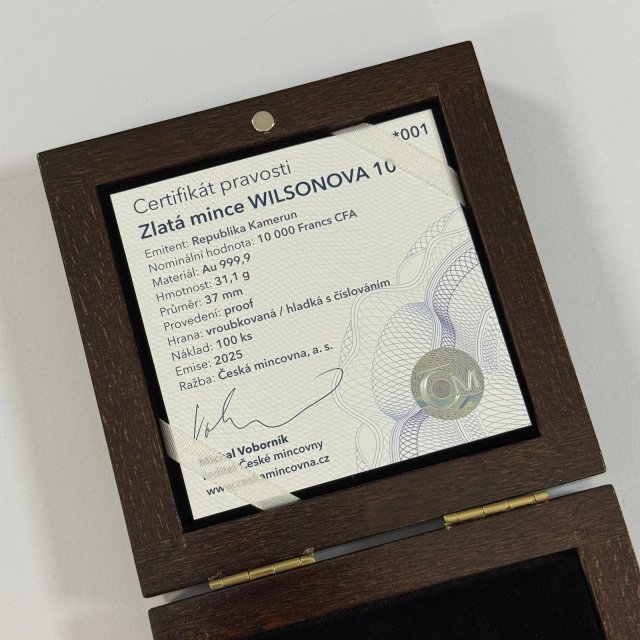 *001
Certifikát pravosti
Zlatá mince WILSONOVA 10
Emitent: Republika Kamerun
Nominální hodnota: 10 000 Francs CFA
Materiál: Au 999,9
Hmotnost: 31,1 g
Průměr: 37 mm
Provedení: proof
Hrana: vroubkovaná / hladká s číslováním
Náklad: 100 ks
Emise: 2025
Ražba: Česká mincovna, a. s.
Voborník
České mincovny
ČM